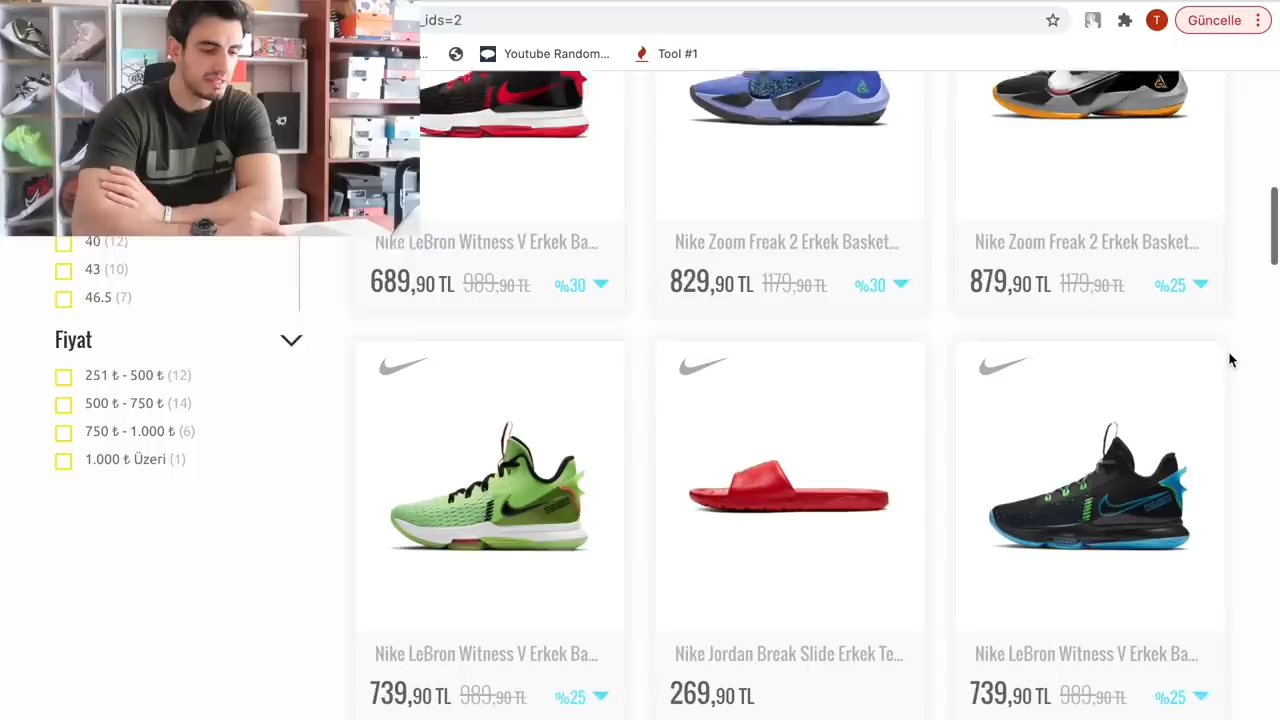 _ids=2
T
Güncelle
...
Youtube Random...
Tool #1
40 (12)
43 (10)
46.5 (7)
Fiyat
251 ₺ - 500 ₺ (12)
500 ₺ - 750 ₺ (14)
750 ₺ - 1.000 ₺ (6)
1.000 ₺ Üzeri (1)
Nike LeBron Witness V Erkek Ba...
689,90 TL 989,90 TL %30
Nike Zoom Freak 2 Erkek Basket...
829,90 TL 1179,90 TL %30
Nike Zoom Freak 2 Erkek Basket...
879,90 TL 1179,90 TL %25
Nike LeBron Witness V Erkek Ba...
739,90 TL 989,90 TL %25
Nike Jordan Break Slide Erkek Te...
269,90 TL
Nike LeBron Witness V Erkek Ba...
739,90 TL 989,90 TL %25